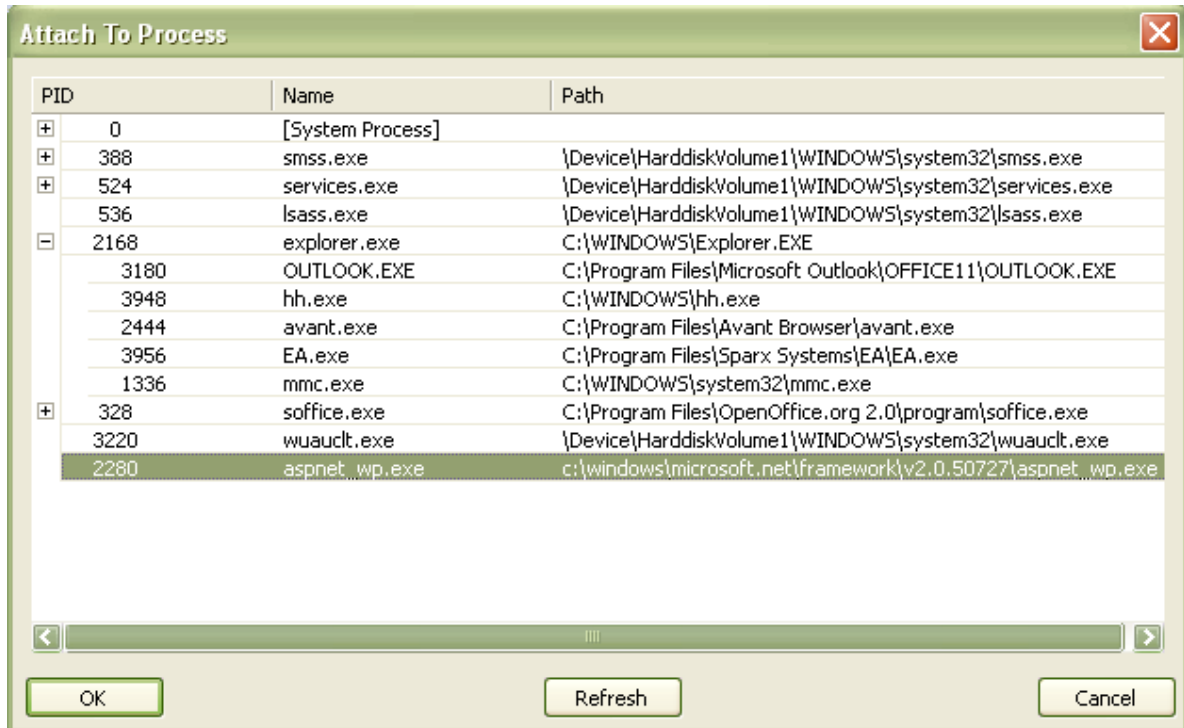 Attach To Process
PID Name Path
0 [System Process]
388 smss.exe \Device\HarddiskVolume1\WINDOWS\system32\smss.exe
524 services.exe \Device\HarddiskVolume1\WINDOWS\system32\services.exe
536 lsass.exe \Device\HarddiskVolume1\WINDOWS\system32\lsass.exe
2168 explorer.exe C:\WINDOWS\Explorer.EXE
3180 OUTLOOK.EXE C:\Program Files\Microsoft Outlook\OFFICE11\OUTLOOK.EXE
3948 hh.exe C:\WINDOWS\hh.exe
2444 avant.exe C:\Program Files\Avant Browser\avant.exe
3956 EA.exe C:\Program Files\Sparx Systems\EA\EA.exe
1336 mmc.exe C:\WINDOWS\system32\mmc.exe
328 soffice.exe C:\Program Files\OpenOffice.org 2.0\program\soffice.exe
3220 wuauclt.exe \Device\HarddiskVolume1\WINDOWS\system32\wuauclt.exe
2280 aspnet_wp.exe c:\windows\microsoft.net\framework\v2.0.50727\aspnet_wp.exe
OK Refresh Cancel